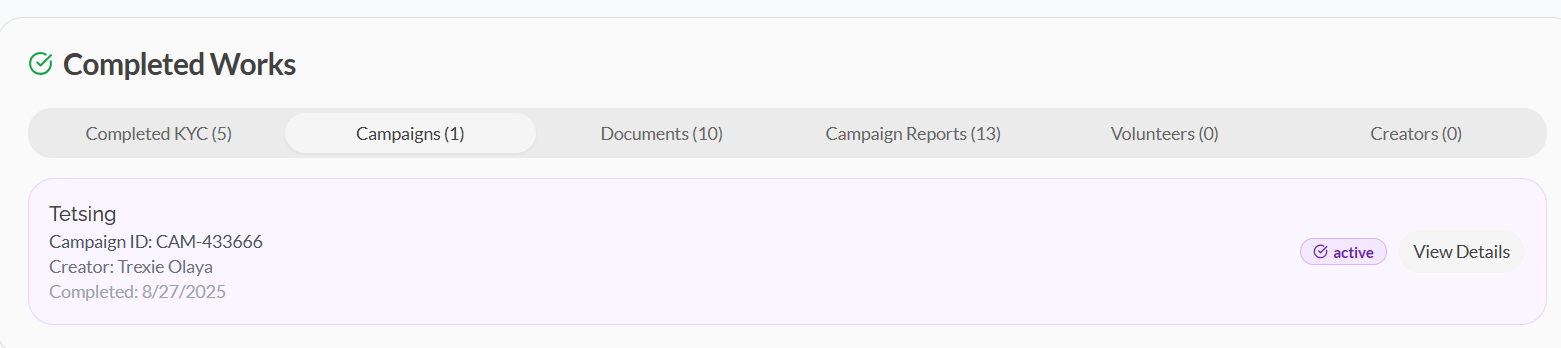 Completed Works
Completed KYC (5)
Campaigns (1)
Documents (10)
Campaign Reports (13)
Volunteers (0)
Creators (0)
Tetsing
Campaign ID: CAM-433666
Creator: Trexie Olaya
Completed: 8/27/2025
active
View Details